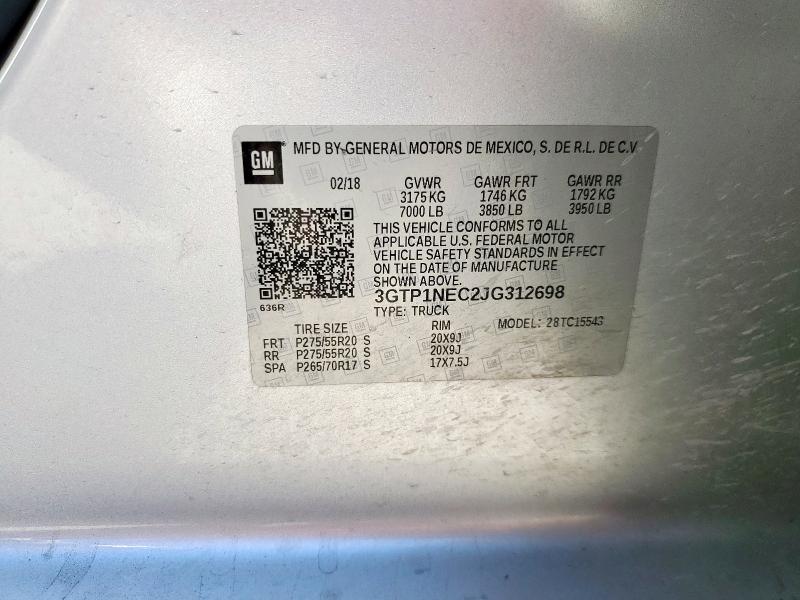 GM
MFD BY GENERAL MOTORS DE MEXICO, S. DE R.L. DE C.V
02/18 GVWR GAWR FRT GAWR RR
3175 KG 1746 KG 1792 KG
7000 LB 3850 LB 3950 LB
THIS VEHICLE CONFORMS TO ALL
APPLICABLE U.S. FEDERAL MOTOR
VEHICLE SAFETY STANDARDS IN EFFECT
ON THE DATE OF MANUFACTURE
SHOWN ABOVE.
3GTP1NEC2JG312698
636R
TYPE: TRUCK
MODEL: 28TC15543
TIRE SIZE RIM
FRT P275/55R20 S 20X9J
RR P275/55R20 S 20X9J
SPA P265/70R17 S 17X7.5J